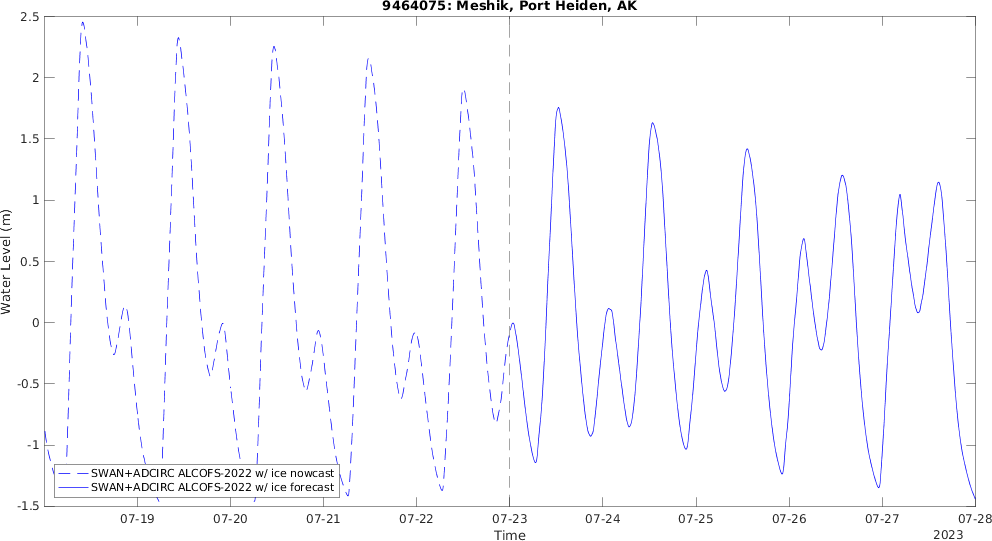 9464075: Meshik, Port Heiden, AK
Water Level (m)
2.5
2
1.5
1
0.5
0
-0.5
-1
-1.5
SWAN+ADCIRC ALCOFS-2022 w/ ice nowcast
SWAN+ADCIRC ALCOFS-2022 w/ ice forecast
07-19 07-20 07-21 07-22 07-23 07-24 07-25 07-26 07-27 07-28
Time
2023